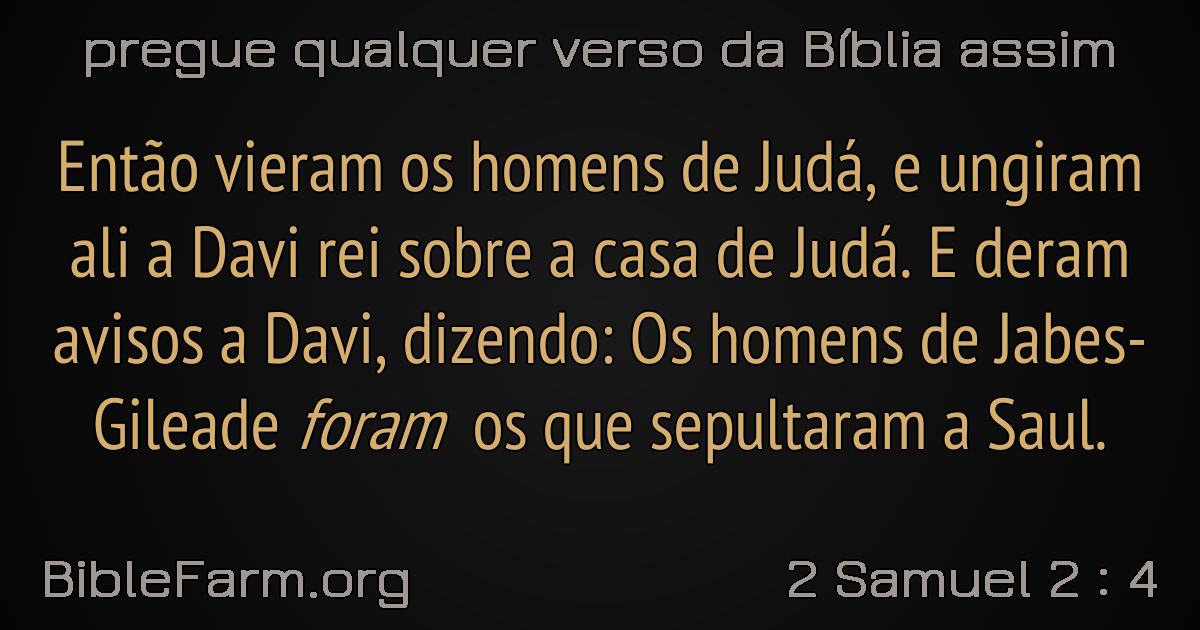 pregue qualquer verso da Bíblia assim
Então vieram os homens de Judá, e ungiram
ali a Davi rei sobre a casa de Judá. E deram
avisos a Davi, dizendo: Os homens de Jabes-
Gileade foram os que sepultaram a Saul.
BibleFarm.org
2 Samuel 2 : 4